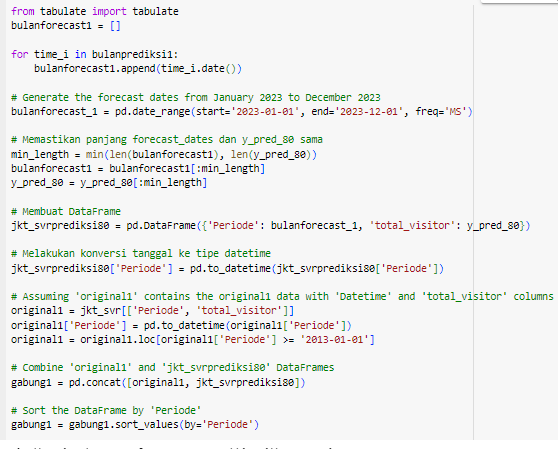 from tabulate import tabulate
bulanforecast1 = []
for time_i in bulanprediksi1:
    bulanforecast1.append(time_i.date())
# Generate the forecast dates from January 2023 to December 2023
bulanforecast_1 = pd.date_range(start='2023-01-01', end='2023-12-01', freq='MS')
# Memastikan panjang forecast_dates dan y_pred_80 sama
min_length = min(len(bulanforecast1), len(y_pred_80))
bulanforecast1 = bulanforecast1[:min_length]
y_pred_80 = y_pred_80[:min_length]
# Membuat DataFrame
jkt_svrprediksi80 = pd.DataFrame({'Periode': bulanforecast_1, 'total_visitor': y_pred_80})
# Melakukan konversi tanggal ke tipe datetime
jkt_svrprediksi80['Periode'] = pd.to_datetime(jkt_svrprediksi80['Periode'])
# Assuming 'original1' contains the original1 data with 'Datetime' and 'total_visitor' columns
original1 = jkt_svr[['Periode', 'total_visitor']]
original1['Periode'] = pd.to_datetime(original1['Periode'])
original1 = original1.loc[original1['Periode'] >= '2013-01-01']
# Combine 'original1' and 'jkt_svrprediksi80' DataFrames
gabung1 = pd.concat([original1, jkt_svrprediksi80])
# Sort the DataFrame by 'Periode'
gabung1 = gabung1.sort_values(by='Periode')